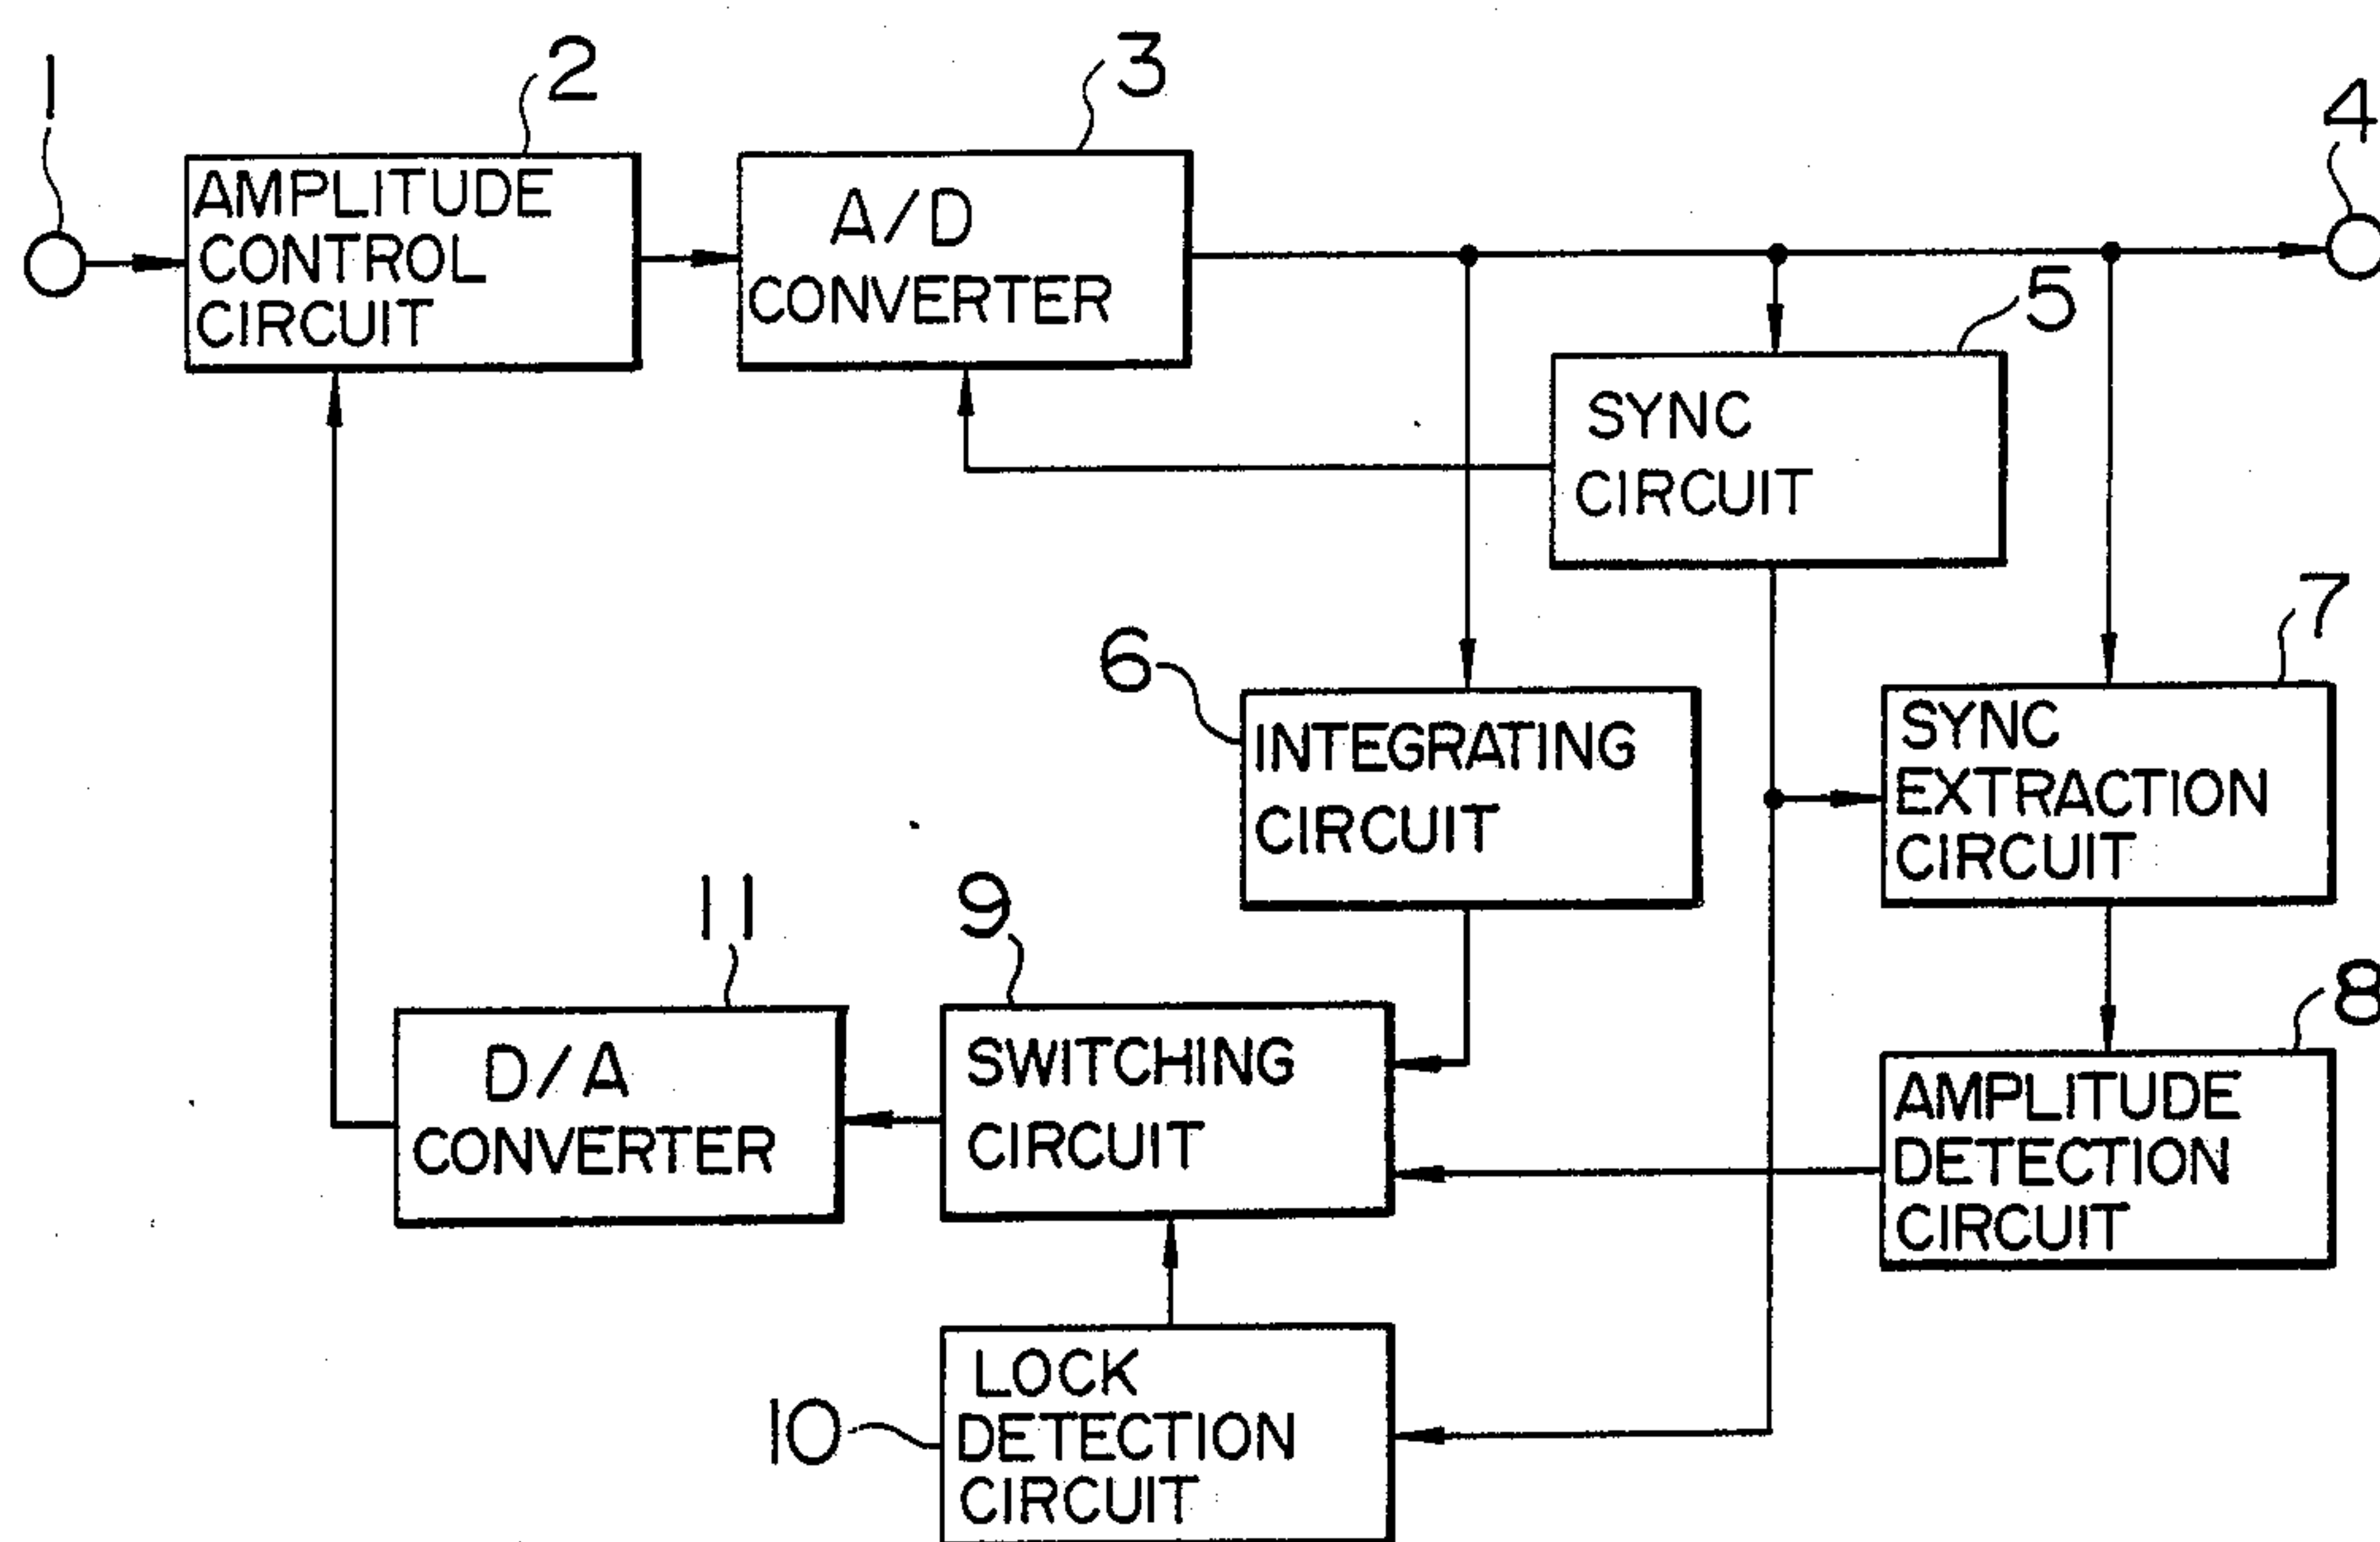 1
2
3
4
AMPLITUDE
CONTROL
CIRCUIT
A/D
CONVERTER
5
SYNC
CIRCUIT
6
INTEGRATING
CIRCUIT
7
SYNC
EXTRACTION
CIRCUIT
11
D/A
CONVERTER
9
SWITCHING
CIRCUIT
8
AMPLITUDE
DETECTION
CIRCUIT
10
LOCK
DETECTION
CIRCUIT